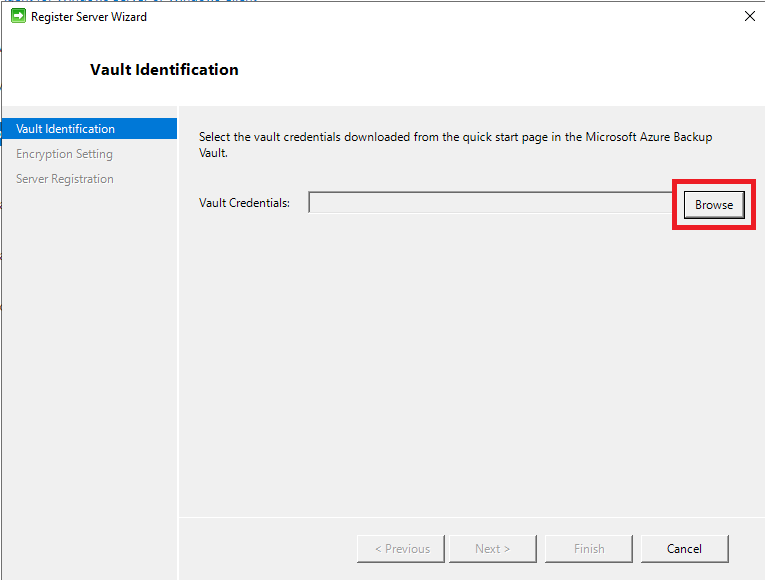 Register Server Wizard
Vault Identification
Vault Identification
Encryption Setting
Server Registration
Select the vault credentials downloaded from the quick start page in the Microsoft Azure Backup
Vault.
Vault Credentials:
Browse
< Previous
Next >
Finish
Cancel